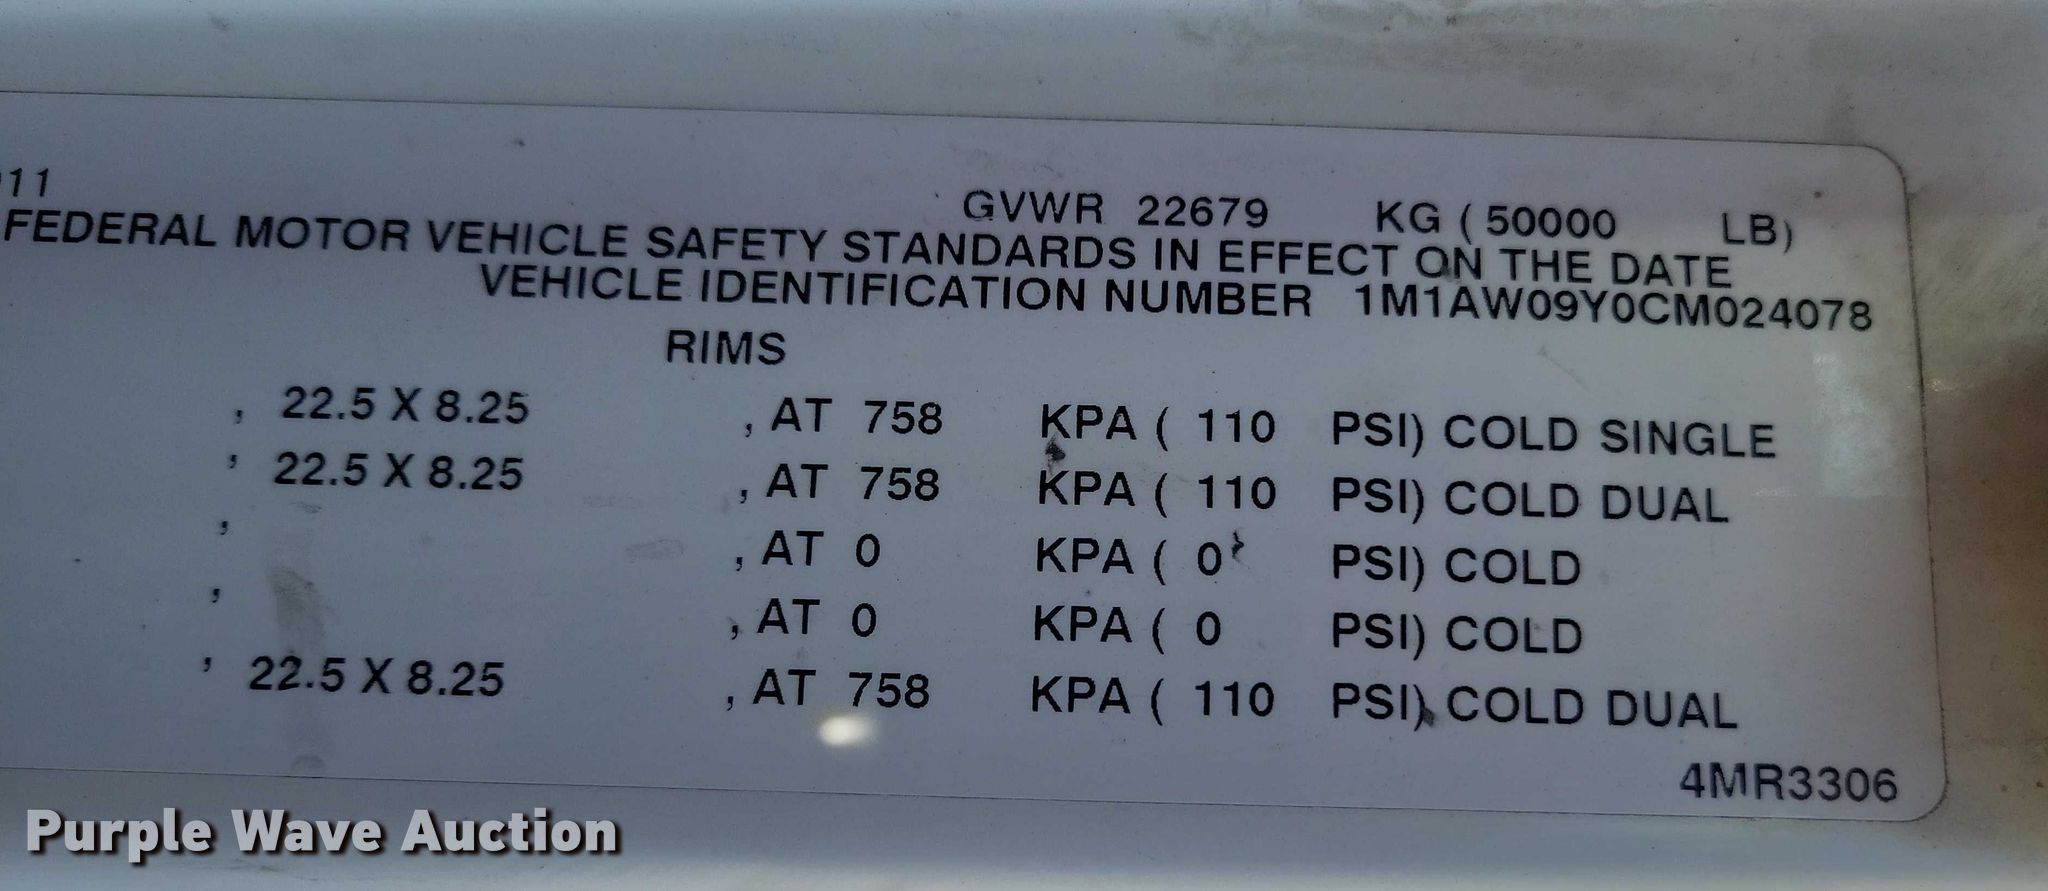 11
GVWR 22679 KG ( 50000 LB)
FEDERAL MOTOR VEHICLE SAFETY STANDARDS IN EFFECT ON THE DATE
VEHICLE IDENTIFICATION NUMBER 1M1AW09Y0CM024078
RIMS
, 22.5 X 8.25 , AT 758 KPA ( 110 PSI) COLD SINGLE
, 22.5 X 8.25 , AT 758 KPA ( 110 PSI) COLD DUAL
, , AT 0 KPA ( 0 PSI) COLD
, , AT 0 KPA ( 0 PSI) COLD
, 22.5 X 8.25 , AT 758 KPA ( 110 PSI) COLD DUAL
4MR3306
Purple Wave Auction